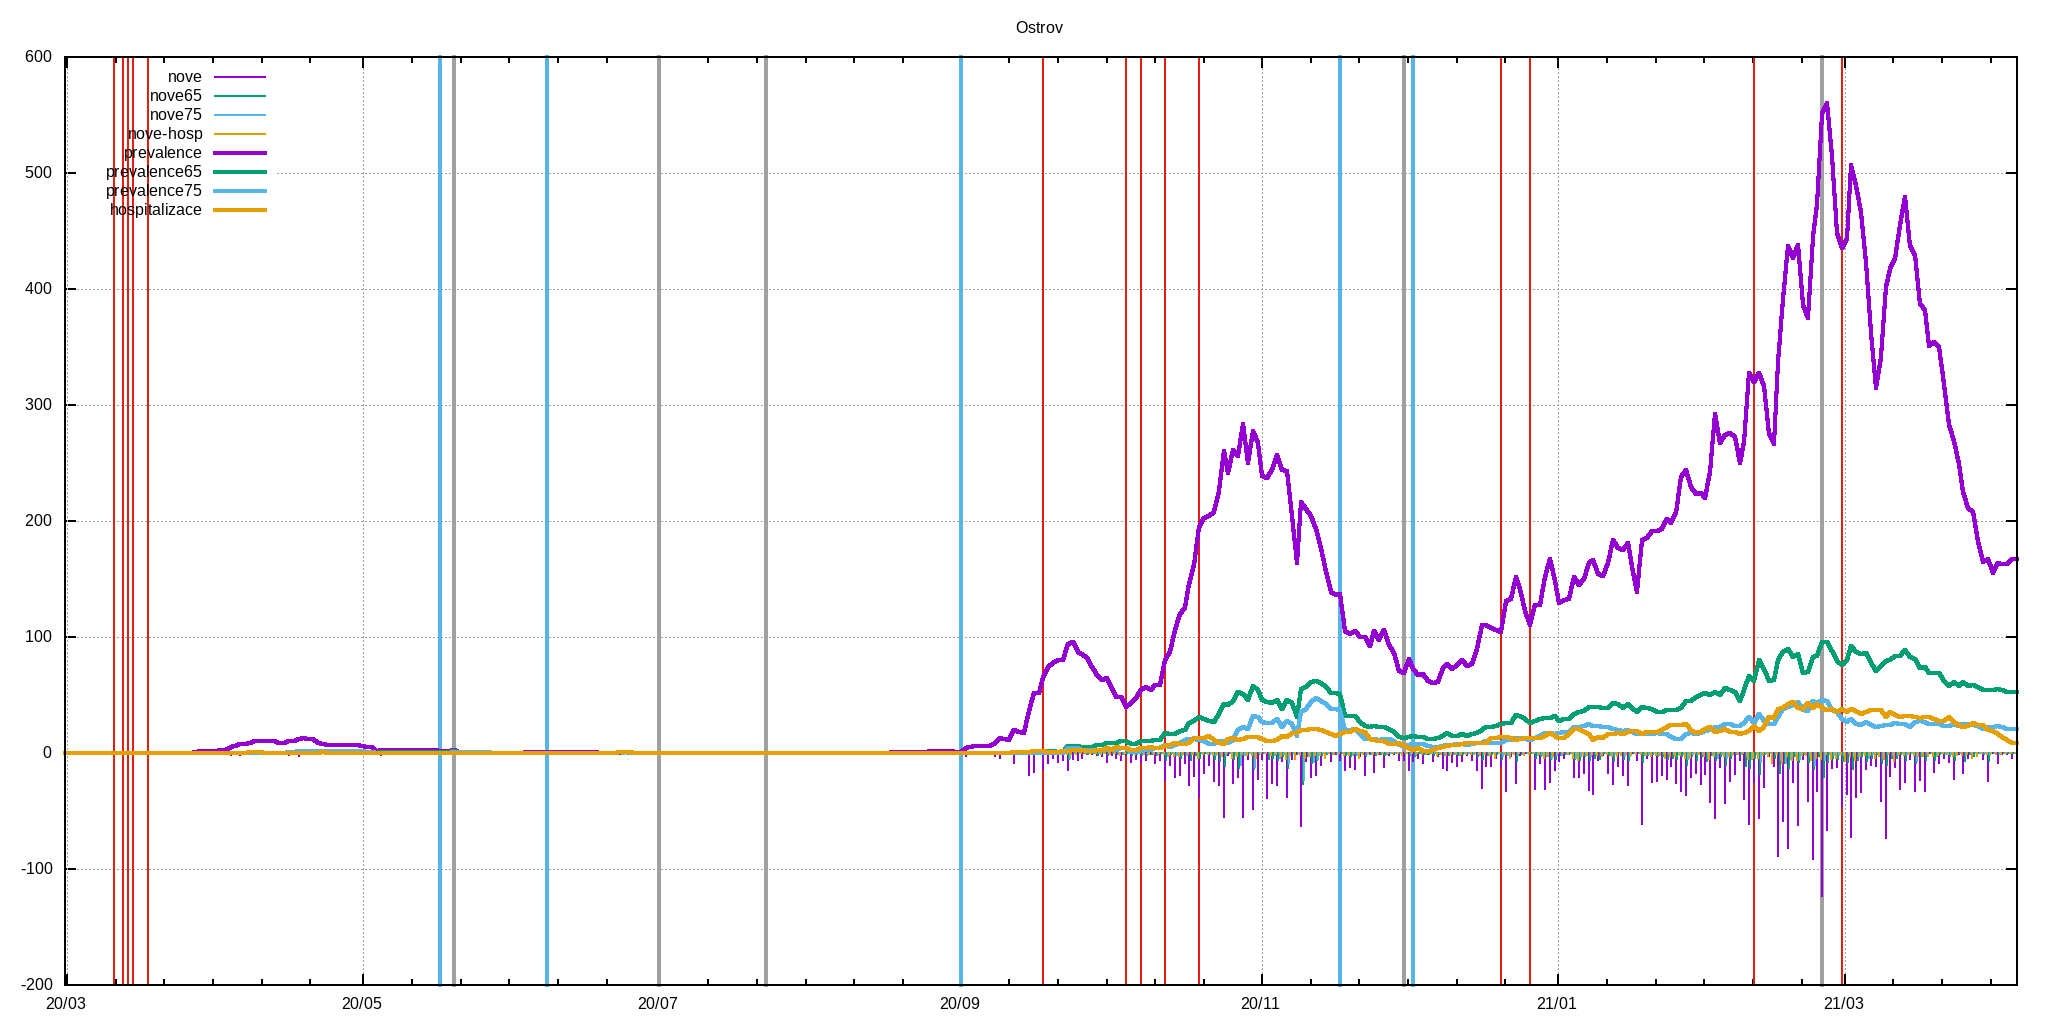 Ostrov
600
500
400
300
200
100
0
-100
-200
nove
nove65
nove75
nove-hosp
prevalence
prevalence65
prevalence75
hospitalizace
20/03 20/05 20/07 20/09 20/11 21/01 21/03